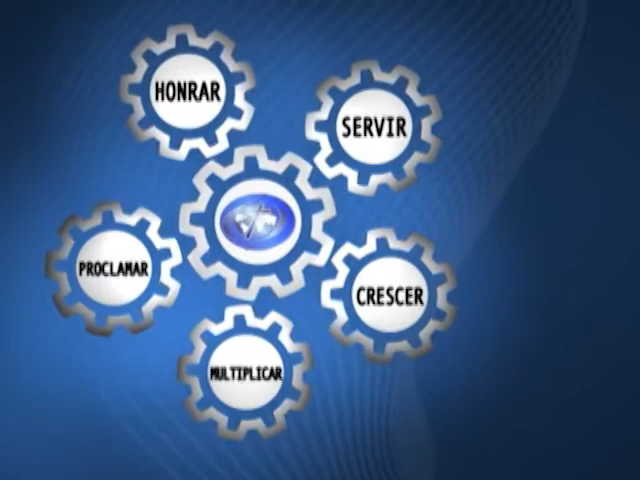 HONRAR
SERVIR
PROCLAMAR
CRESCER
MULTIPLICAR